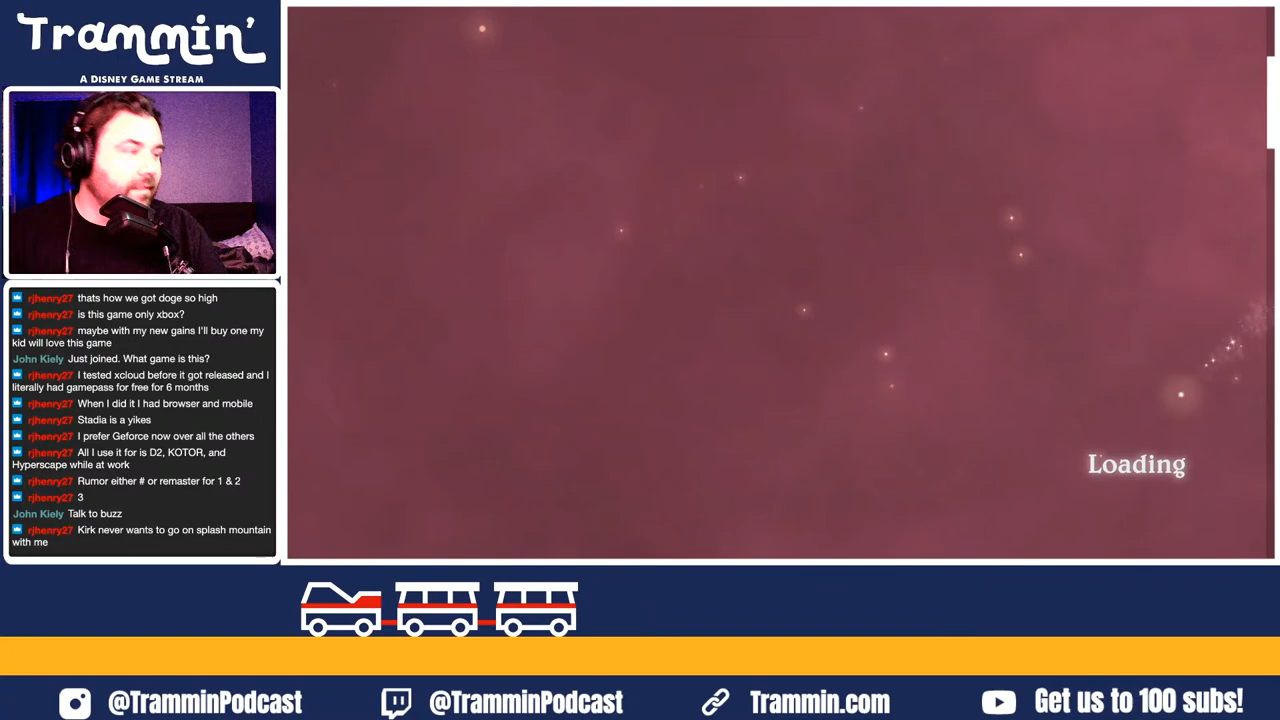 Trammin'
A DISNEY GAME STREAM
rjhenry27 thats how we got doge so high
rjhenry27 is this game only xbox?
rjhenry27 maybe with my new gains I'll buy one my
kid will love this game
John Kiely Just joined. What game is this?
rjhenry27 I tested xcloud before it got released and I
literally had gamepass for free for 6 months
rjhenry27 When I did it I had browser and mobile
rjhenry27 Stadia is a yikes
rjhenry27 I prefer Geforce now over all the others
rjhenry27 All I use it for is D2, KOTOR, and
Hyperscape while at work
rjhenry27 Rumor either # or remaster for 1 & 2
rjhenry27 3
John Kiely Talk to buzz
rjhenry27 Kirk never wants to go on splash mountain
with me
Loading
@TramminPodcast
@TramminPodcast
Trammin.com
Get us to 100 subs!